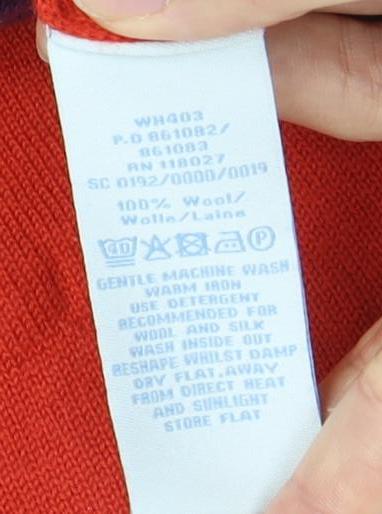 WH403
P.O 861082/
861083
RN 118027
SC 0192/0000/0019
100% Wool/
Wolle/Laine
40 P
GENTLE MACHINE WASH
WARM IRON
USE DETERGENT
RECOMMENDED FOR
WOOL AND SILK
WASH INSIDE OUT
RESHAPE WHILST DAMP
DRY FLAT,AWAY
FROM DIRECT HEAT
AND SUNLIGHT
STORE FLAT